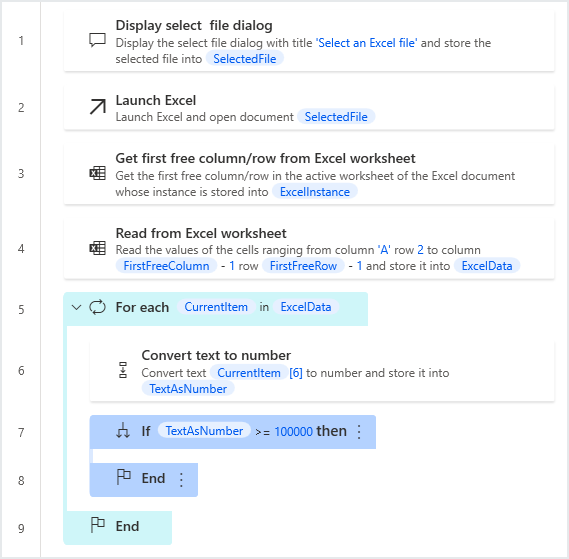 1
Display select  file dialog
Display the select file dialog with title 'Select an Excel file' and store the
selected file into SelectedFile
2
Launch Excel
Launch Excel and open document SelectedFile
3
Get first free column/row from Excel worksheet
Get the first free column/row in the active worksheet of the Excel document
whose instance is stored into ExcelInstance
4
Read from Excel worksheet
Read the values of the cells ranging from column 'A' row 2 to column
FirstFreeColumn - 1 row FirstFreeRow - 1 and store it into ExcelData
5
For each CurrentItem in ExcelData
6
Convert text to number
Convert text CurrentItem [6] to number and store it into
TextAsNumber
7
If TextAsNumber >= 100000 then
8
End
9
End